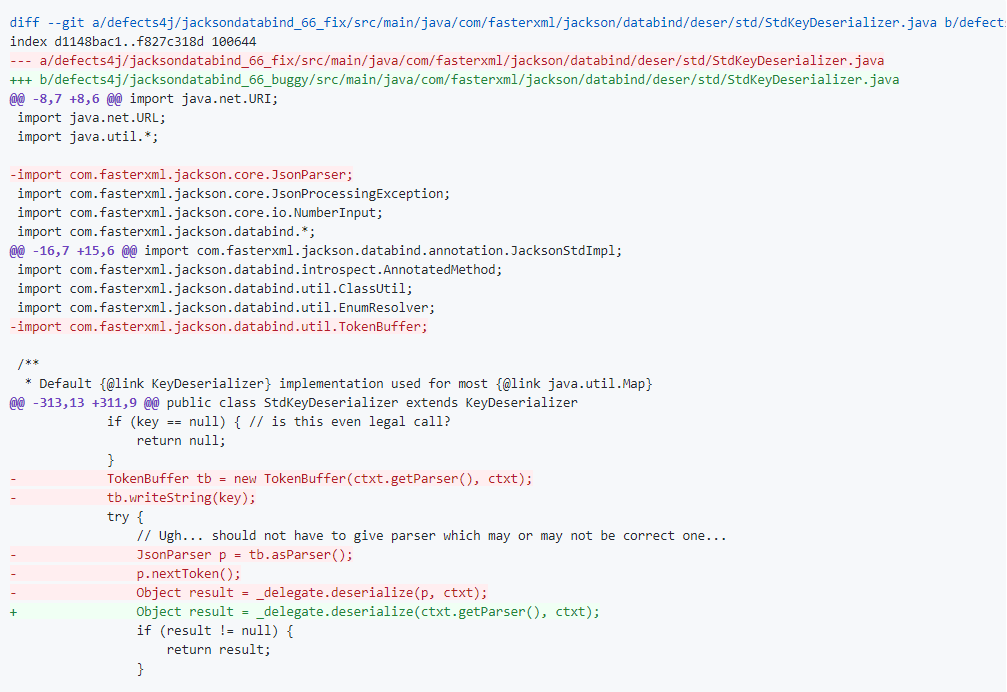 diff --git a/defects4j/jacksondatabind_66_fix/src/main/java/com/fasterxml/jackson/databind/deser/std/StdKeyDeserializer.java b/defects
index d1148bac1..f827c318d 100644
--- a/defects4j/jacksondatabind_66_fix/src/main/java/com/fasterxml/jackson/databind/deser/std/StdKeyDeserializer.java
+++ b/defects4j/jacksondatabind_66_buggy/src/main/java/com/fasterxml/jackson/databind/deser/std/StdKeyDeserializer.java
@@ -8,7 +8,6 @@ import java.net.URI;
 import java.net.URL;
 import java.util.*;

-import com.fasterxml.jackson.core.JsonParser;
 import com.fasterxml.jackson.core.JsonProcessingException;
 import com.fasterxml.jackson.core.io.NumberInput;
 import com.fasterxml.jackson.databind.*;
@@ -16,7 +15,6 @@ import com.fasterxml.jackson.databind.annotation.JacksonStdImpl;
 import com.fasterxml.jackson.databind.introspect.AnnotatedMethod;
 import com.fasterxml.jackson.databind.util.ClassUtil;
 import com.fasterxml.jackson.databind.util.EnumResolver;
-import com.fasterxml.jackson.databind.util.TokenBuffer;

 /**
  * Default {@link KeyDeserializer} implementation used for most {@link java.util.Map}
@@ -313,13 +311,9 @@ public class StdKeyDeserializer extends KeyDeserializer
             if (key == null) { // is this even legal call?
                 return null;
             }
-            TokenBuffer tb = new TokenBuffer(ctxt.getParser(), ctxt);
-            tb.writeString(key);
             try {
                 // Ugh... should not have to give parser which may or may not be correct one...
-                JsonParser p = tb.asParser();
-                p.nextToken();
-                Object result = _delegate.deserialize(p, ctxt);
+                Object result = _delegate.deserialize(ctxt.getParser(), ctxt);
                 if (result != null) {
                     return result;
                 }